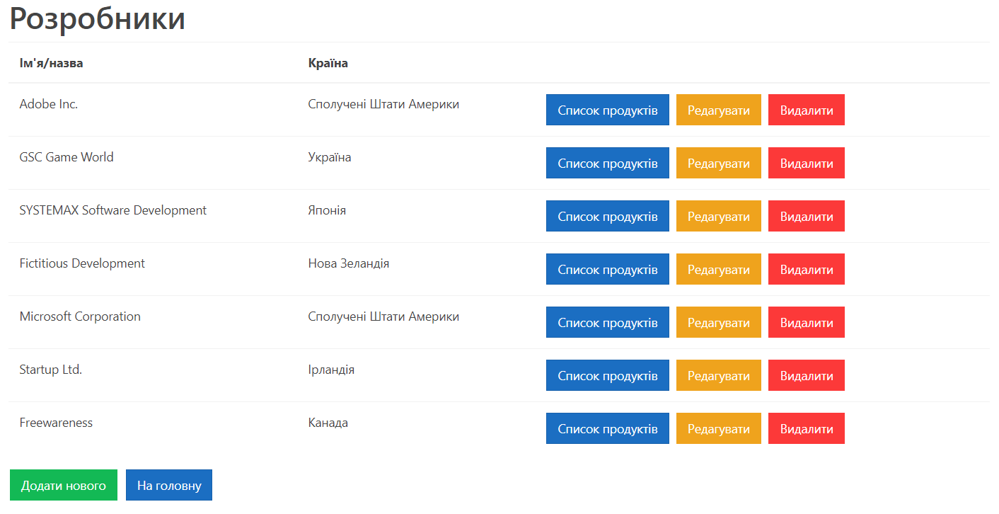 Розробники
Ім'я/назва Країна
Adobe Inc. Сполучені Штати Америки Список продуктів Редагувати Видалити
GSC Game World Україна Список продуктів Редагувати Видалити
SYSTEMAX Software Development Японія Список продуктів Редагувати Видалити
Fictitious Development Нова Зеландія Список продуктів Редагувати Видалити
Microsoft Corporation Сполучені Штати Америки Список продуктів Редагувати Видалити
Startup Ltd. Ірландія Список продуктів Редагувати Видалити
Freewareness Канада Список продуктів Редагувати Видалити
Додати нового На головну